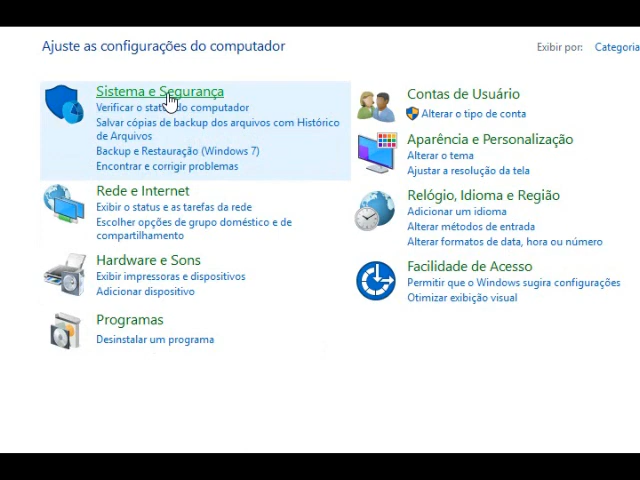 Ajuste as configurações do computador
Exibir por:
Categoria
Sistema e Segurança
Verificar o status do computador
Salvar cópias de backup dos arquivos com Histórico
de Arquivos
Backup e Restauração (Windows 7)
Encontrar e corrigir problemas
Rede e Internet
Exibir o status e as tarefas da rede
Escolher opções de grupo doméstico e de
compartilhamento
Hardware e Sons
Exibir impressoras e dispositivos
Adicionar dispositivo
Programas
Desinstalar um programa
Contas de Usuário
Alterar o tipo de conta
Aparência e Personalização
Alterar o tema
Ajustar a resolução da tela
Relógio, Idioma e Região
Adicionar um idioma
Alterar métodos de entrada
Alterar formatos de data, hora ou número
Facilidade de Acesso
Permitir que o Windows sugira configurações
Otimizar exibição visual